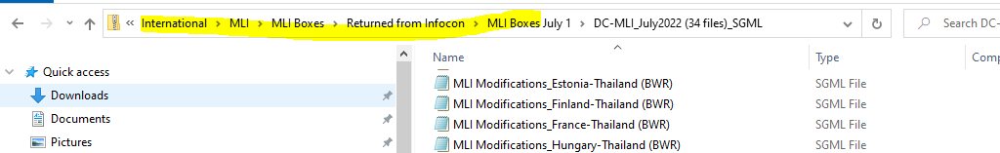 International > MLI > MLI Boxes > Returned from Infocon > MLI Boxes July 1 > DC-MLI_July2022 (34 files)_SGML
Search DC-
Name Type Comp
Quick access
MLI Modifications_Estonia-Thailand (BWR) SGML File
Downloads
MLI Modifications_Finland-Thailand (BWR) SGML File
Documents
MLI Modifications_France-Thailand (BWR) SGML File
Pictures
MLI Modifications_Hungary-Thailand (BWR) SGML File